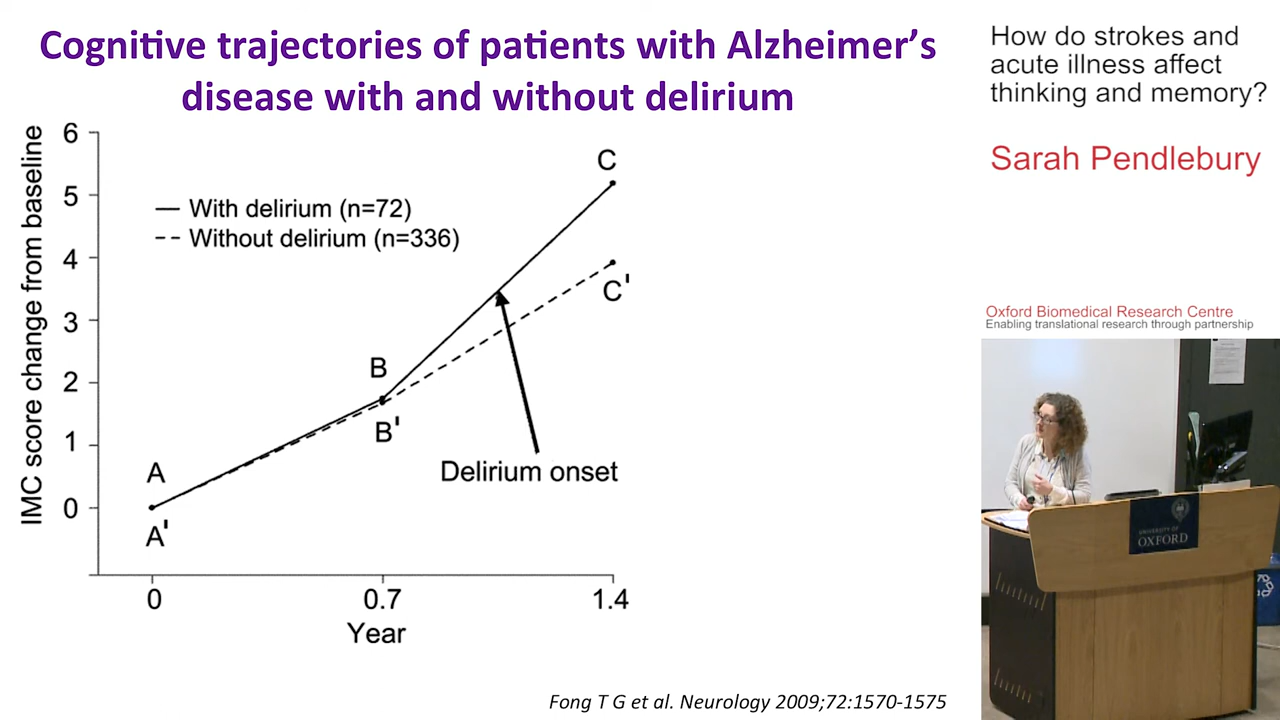 Cognitive trajectories of patients with Alzheimer's
disease with and without delirium
IMC score change from baseline
6
5
4
3
2
1
0
With delirium (n=72)
Without delirium (n=336)
A
A'
B
B'
C
C'
Delirium onset
0
0.7
1.4
Year
Fong T G et al. Neurology 2009;72:1570-1575
How do strokes and
acute illness affect
thinking and memory?
Sarah Pendlebury
Oxford Biomedical Research Centre
Enabling translational research through partnership
UNIVERSITY OF
OXFORD